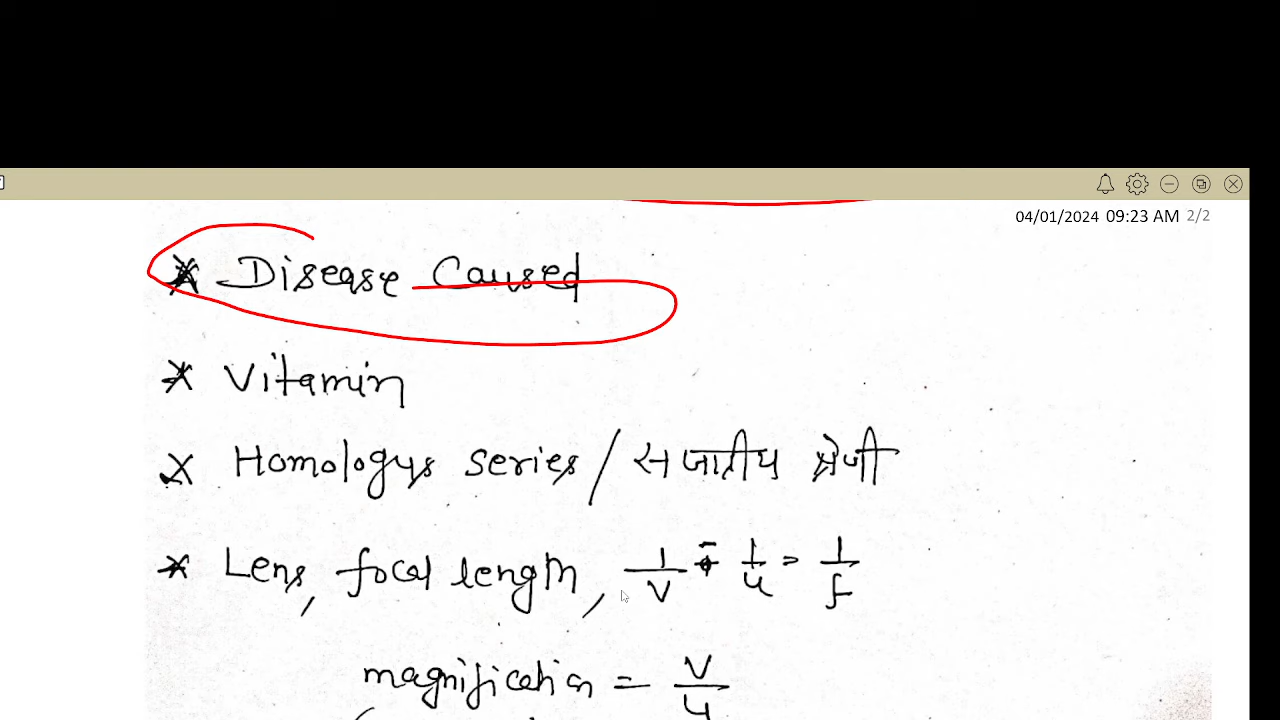 04/01/2024 09:23 AM 2/2
* Disease Caused
* Vitamin
* Homologys series / सजातीय श्रेणी
* Lens, focal length, 1/v - 1/u = 1/f
magnification = v/u